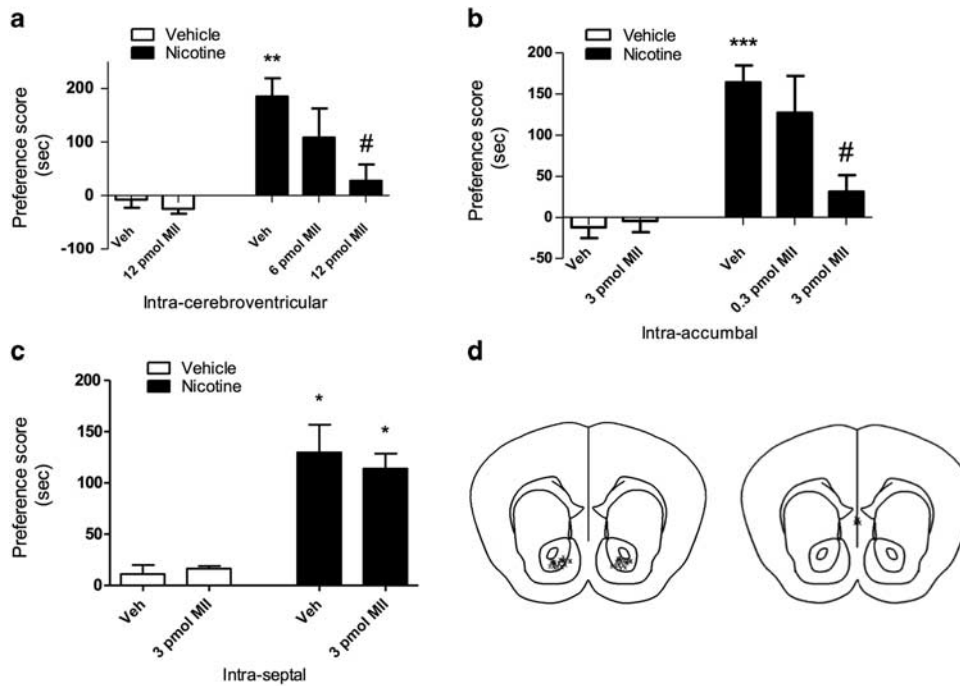 a
Vehicle
Nicotine
Preference score
(sec)
200
100
0
-100
**
#
Veh
12 pmol MII
Veh
6 pmol MII
12 pmol MII
Intra-cerebroventricular
b
Vehicle
Nicotine
Preference score
(sec)
200
150
100
50
0
-50
***
#
Veh
3 pmol MII
Veh
0.3 pmol MII
3 pmol MII
Intra-accumbal
c
Vehicle
Nicotine
Preference score
(sec)
200
150
100
50
0
*
*
Veh
3 pmol MII
Veh
3 pmol MII
Intra-septal
d